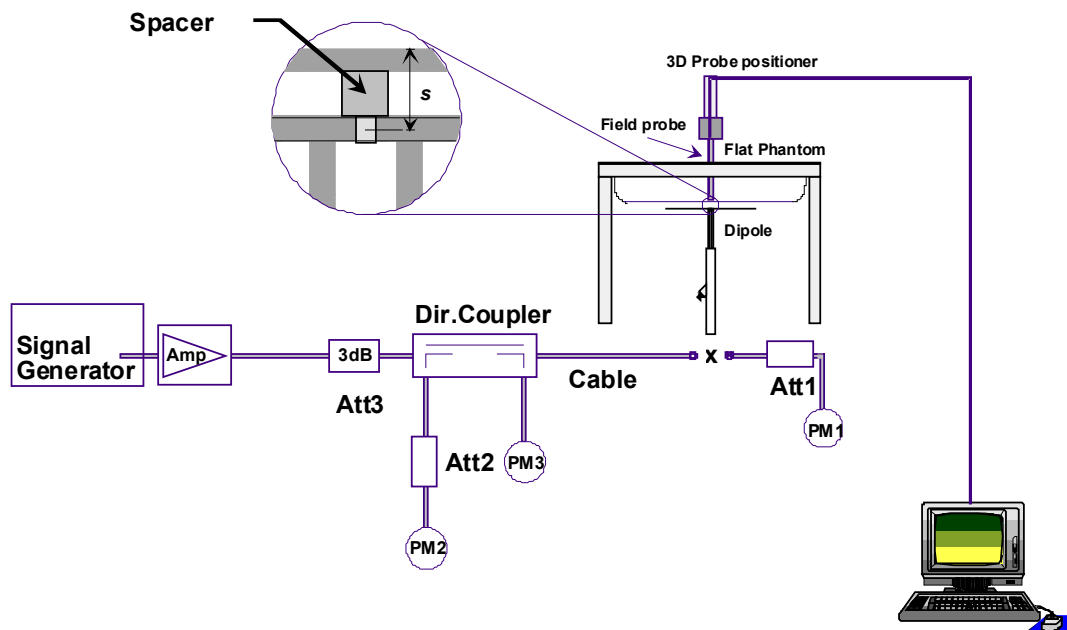 Spacer
s
3D Probe positioner
Field probe
Flat Phantom
Dipole
Dir.Coupler
Signal
Generator
Amp
3dB
Att3
Cable
x
Att1
PM1
Att2
PM3
PM2